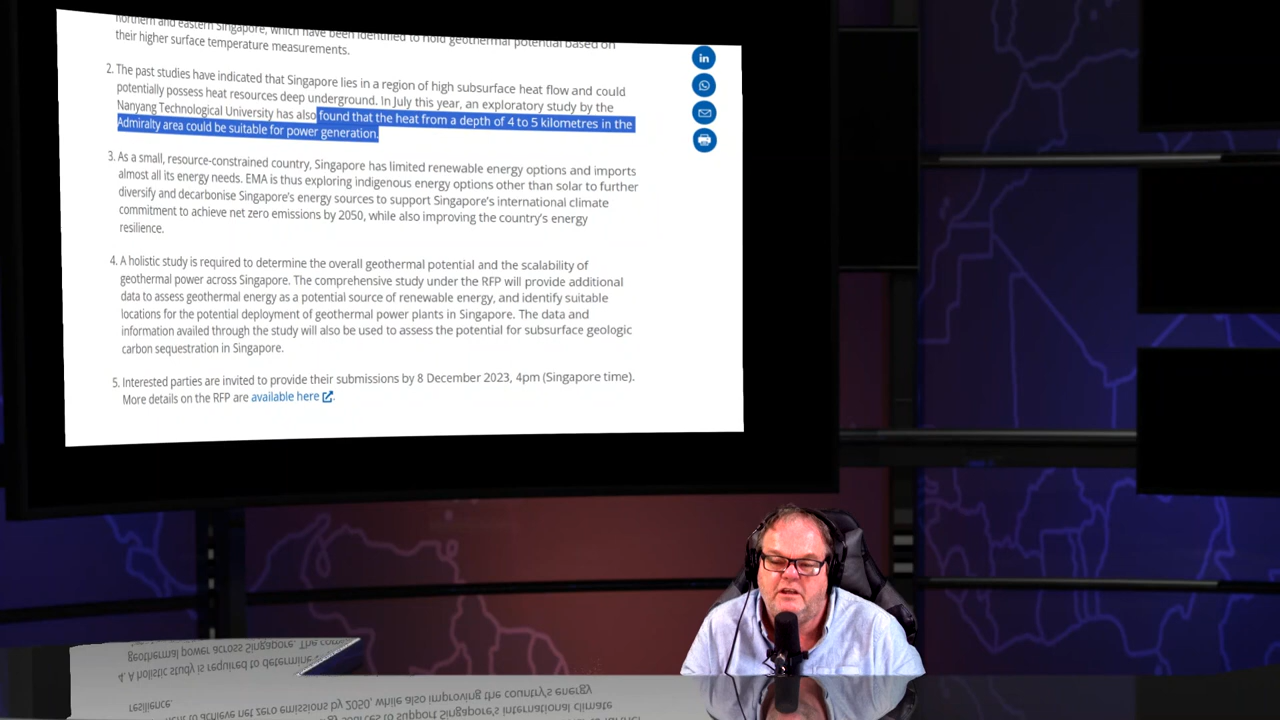 northern and eastern Singapore, which have been identified to hold geothermal potential based on
their higher surface temperature measurements.
2. The past studies have indicated that Singapore lies in a region of high subsurface heat flow and could
potentially possess heat resources deep underground. In July this year, an exploratory study by the
Nanyang Technological University has also found that the heat from a depth of 4 to 5 kilometres in the
Admiralty area could be suitable for power generation.
3. As a small, resource-constrained country, Singapore has limited renewable energy options and imports
almost all its energy needs. EMA is thus exploring indigenous energy options other than solar to further
diversify and decarbonise Singapore's energy sources to support Singapore's international climate
commitment to achieve net zero emissions by 2050, while also improving the country's energy
resilience.
4. A holistic study is required to determine the overall geothermal potential and the scalability of
geothermal power across Singapore. The comprehensive study under the RFP will provide additional
data to assess geothermal energy as a potential source of renewable energy, and identify suitable
locations for the potential deployment of geothermal power plants in Singapore. The data and
information availed through the study will also be used to assess the potential for subsurface geologic
carbon sequestration in Singapore.
5. Interested parties are invited to provide their submissions by 8 December 2023, 4pm (Singapore time).
More details on the RFP are available here.
in